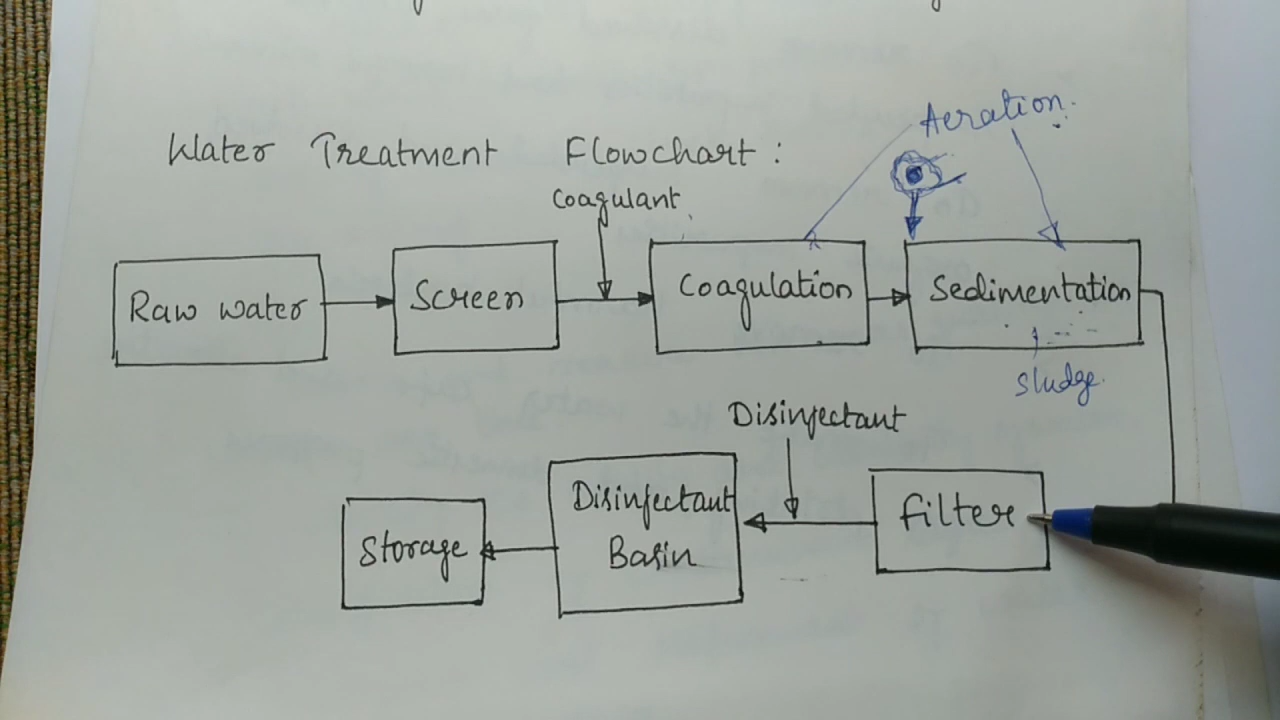 Aeration.
Water Treatment Flowchart :
Coagulant
Raw water
Screen
Coagulation
Sedimentation
Sludge.
Disinfectant
Filter
Disinfectant
Basin
Storage